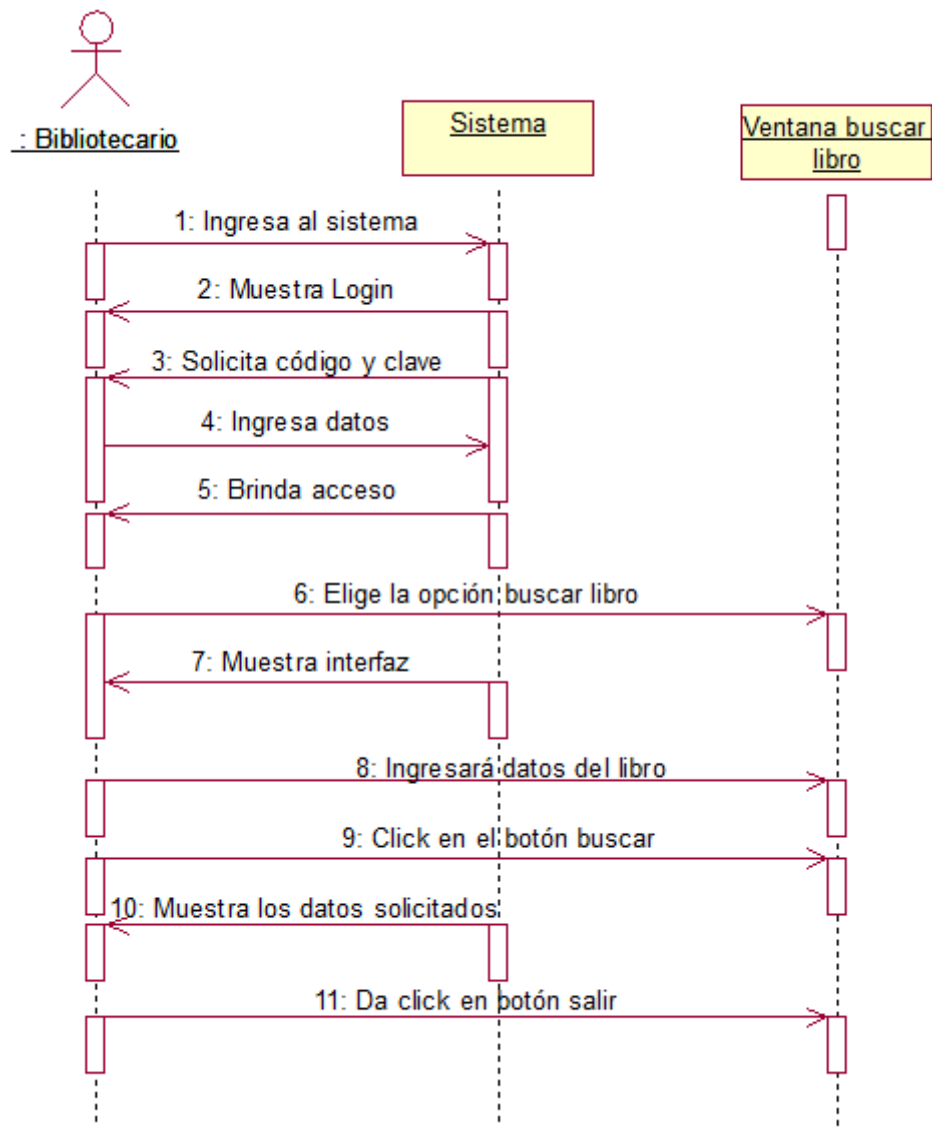 : Bibliotecario
Sistema
Ventana buscar
libro
1: Ingresa al sistema
2: Muestra Login
3: Solicita código y clave
4: Ingresa datos
5: Brinda acceso
6: Elige la opción buscar libro
7: Muestra interfaz
8: Ingresará datos del libro
9: Click en el botón buscar
10: Muestra los datos solicitados
11: Da click en botón salir